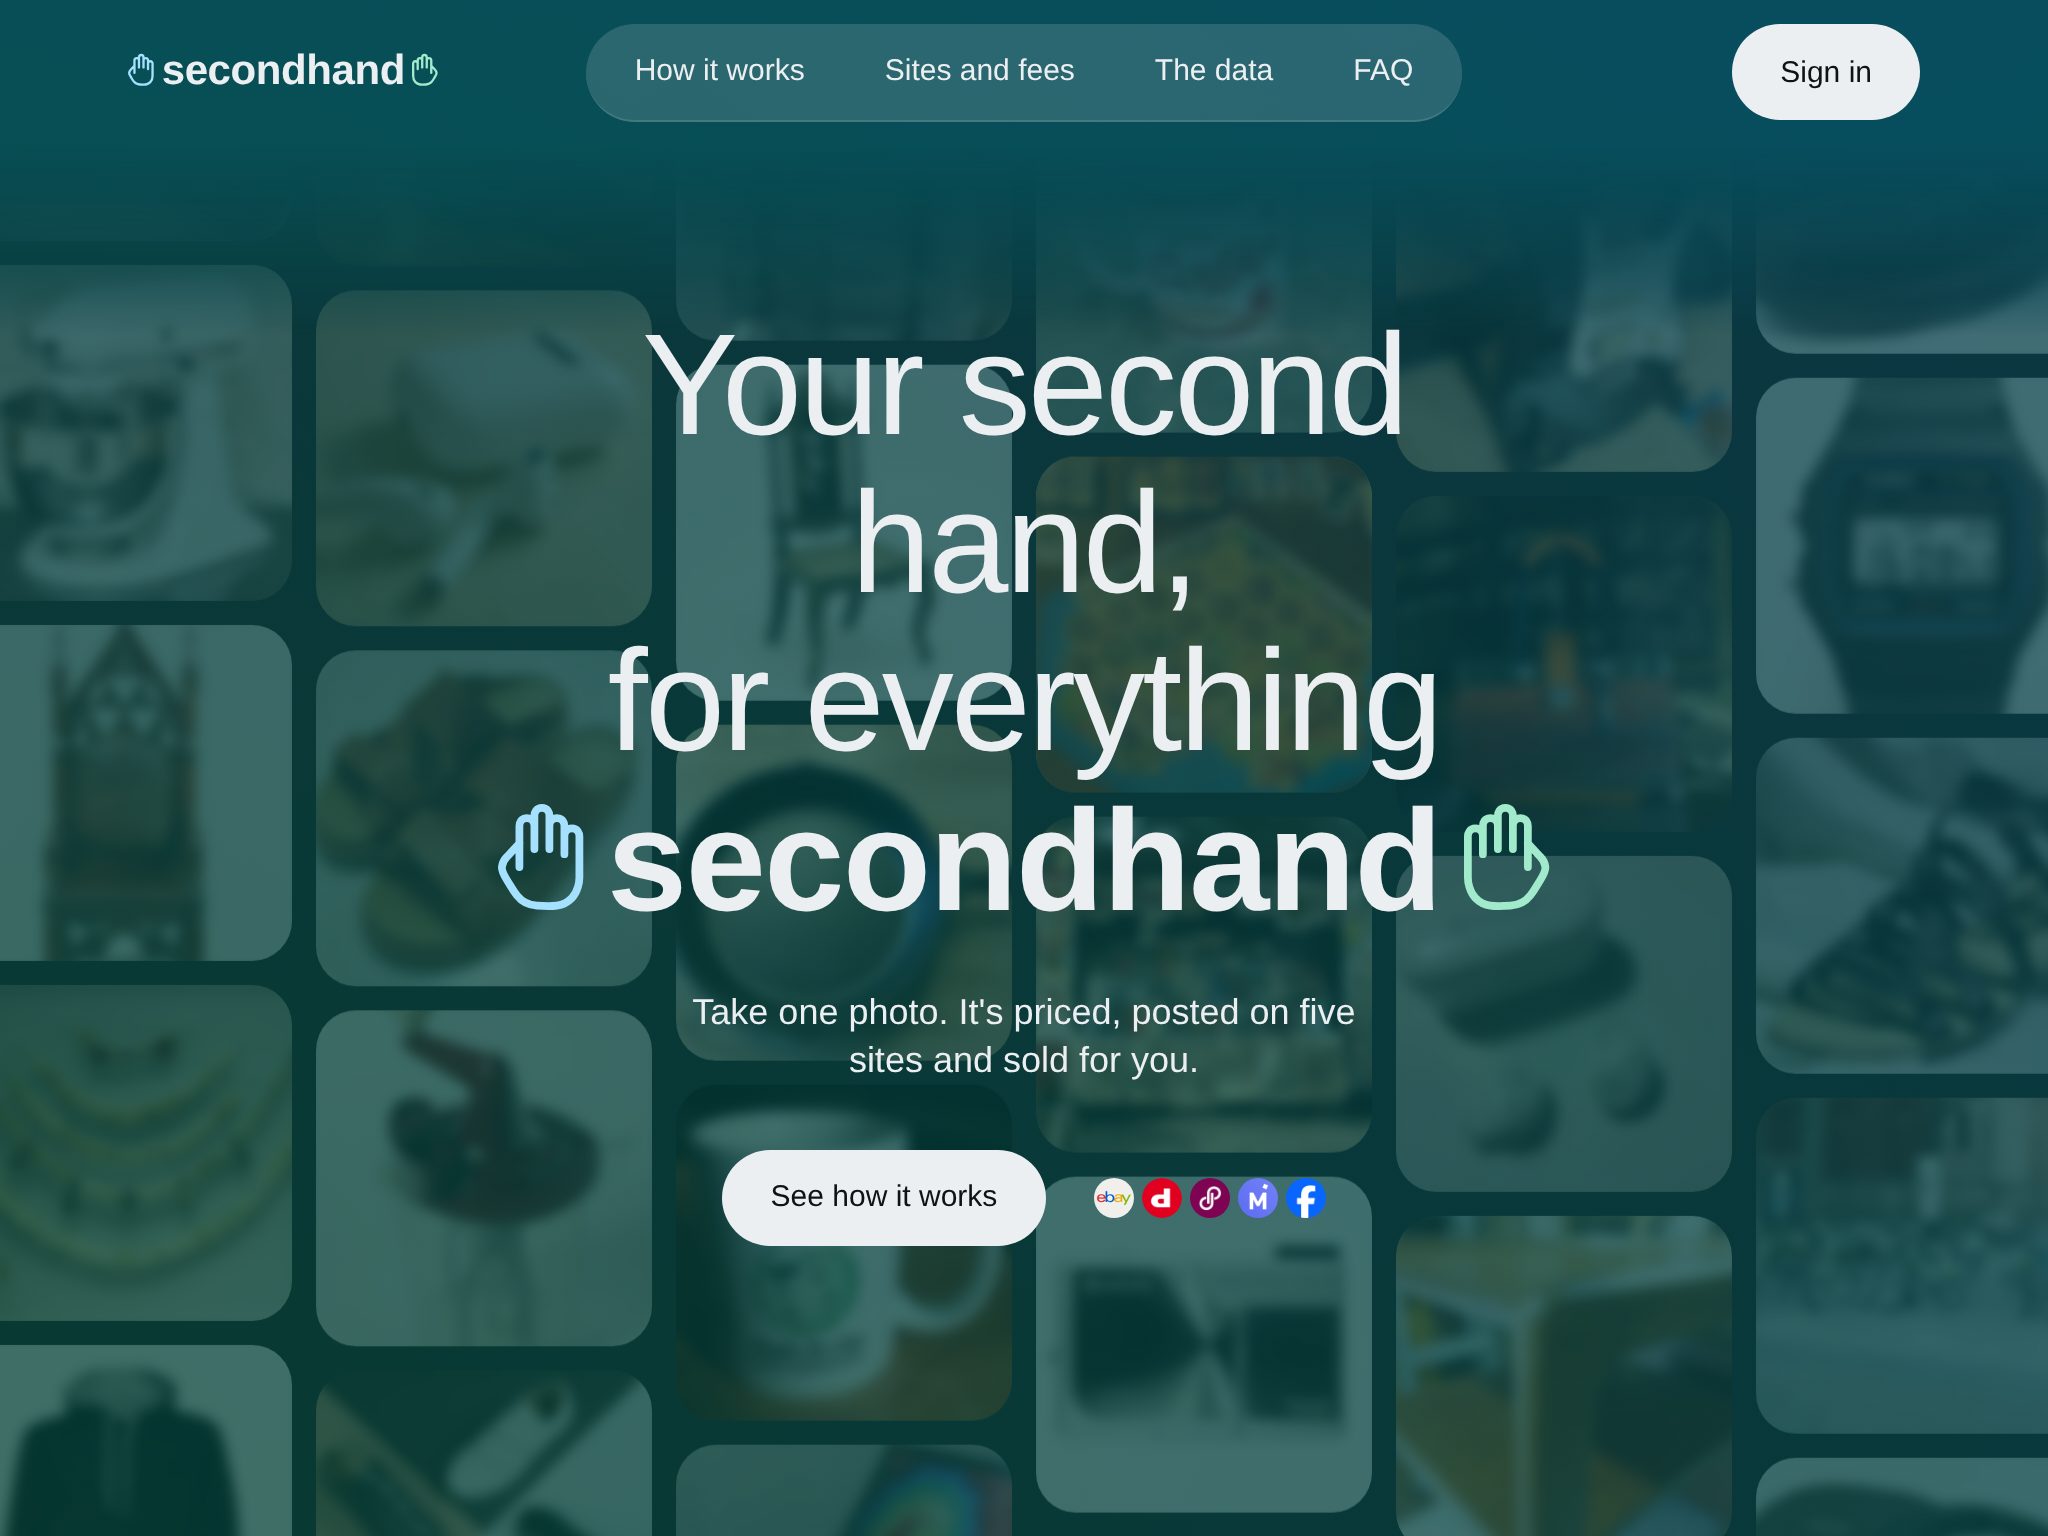 secondhand
How it works
Sites and fees
The data
FAQ
Sign in
Your second
hand,
for everything
secondhand
Take one photo. It's priced, posted on five
sites and sold for you.
See how it works
ebay